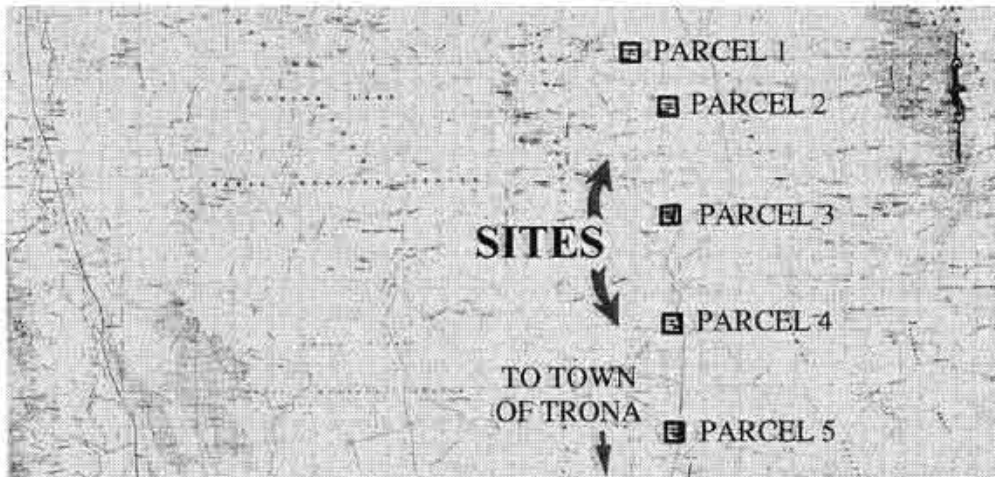 PARCEL 1
PARCEL 2
PARCEL 3
SITES
PARCEL 4
TO TOWN
OF TRONA
PARCEL 5